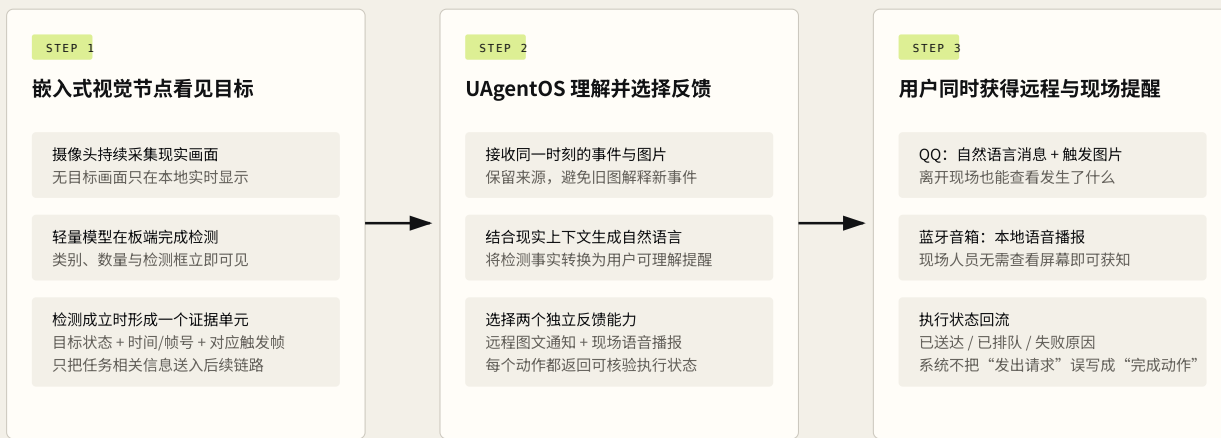 STEP 1
嵌入式视觉节点看见目标
摄像头持续采集现实画面
无目标画面只在本地实时显示
轻量模型在板端完成检测
类别、数量与检测框立即可见
检测成立时形成一个证据单元
目标状态 + 时间/帧号 + 对应触发帧
只把任务相关信息送入后续链路
STEP 2
UAgentOS 理解并选择反馈
接收同一时刻的事件与图片
保留来源，避免旧图解释新事件
结合现实上下文生成自然语言
将检测事实转换为用户可理解提醒
选择两个独立反馈能力
远程图文通知 + 现场语音播报
每个动作都返回可核验执行状态
STEP 3
用户同时获得远程与现场提醒
QQ：自然语言消息 + 触发图片
离开现场也能查看发生了什么
蓝牙音箱：本地语音播报
现场人员无需查看屏幕即可获知
执行状态回流
已送达 / 已排队 / 失败原因
系统不把“发出请求”误写成“完成动作”